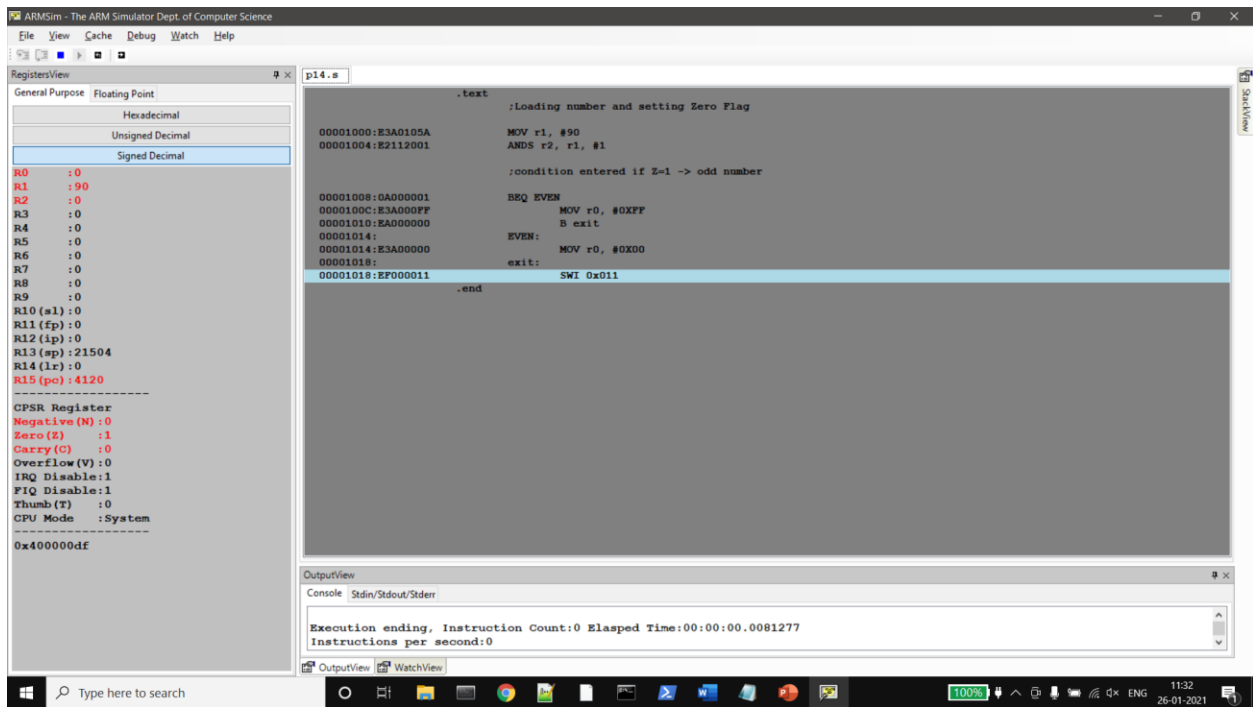 ARMSim - The ARM Simulator Dept. of Computer Science
File View Cache Debug Watch Help
RegistersView
General Purpose Floating Point
Hexadecimal
Unsigned Decimal
Signed Decimal
R0 :0
R1 :90
R2 :0
R3 :0
R4 :0
R5 :0
R6 :0
R7 :0
R8 :0
R9 :0
R10(sl):0
R11(fp):0
R12(ip):0
R13(sp):21504
R14(lr):0
R15(pc):4120
------------------
CPSR Register
Negative(N):0
Zero(Z) :1
Carry(C) :0
Overflow(V):0
IRQ Disable:1
FIQ Disable:1
Thumb(T) :0
CPU Mode :System
------------------
0x400000df
p14.s
.text
;Loading number and setting Zero Flag
00001000:E3A0105A MOV r1, #90
00001004:E2112001 ANDS r2, r1, #1
;condition entered if Z=1 -> odd number
00001008:0A000001 BEQ EVEN
0000100C:E3A000FF MOV r0, #0XFF
00001010:EA000000 B exit
00001014: EVEN:
00001014:E3A00000 MOV r0, #0X00
00001018: exit:
00001018:EF000011 SWI 0x011
.end
StackView
OutputView
Console Stdin/Stdout/Stderr
Execution ending, Instruction Count:0 Elasped Time:00:00:00.0081277
Instructions per second:0
OutputView WatchView
Type here to search
100%
ENG
11:32
26-01-2021
1